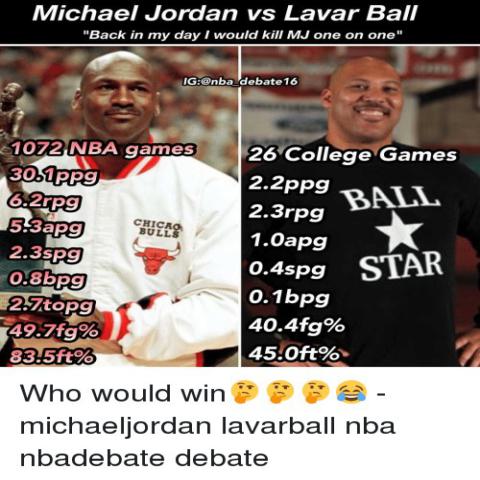 Michael Jordan vs Lavar Ball
"Back in my day I would kill MJ one on one"
IG:@nba_debate16
1072 NBA games
30.1ppg
6.2rpg
5.3apg
2.3spg
0.8bpg
2.7topg
49.7fg%
83.5ft%
CHICAGO
BULLS
26 College Games
2.2ppg
2.3rpg
1.0apg
0.4spg
0.1bpg
40.4fg%
45.0ft%
BALL
STAR
Who would win🤔🤔🤔😂 -
michaeljordan lavarball nba
nbadebate debate